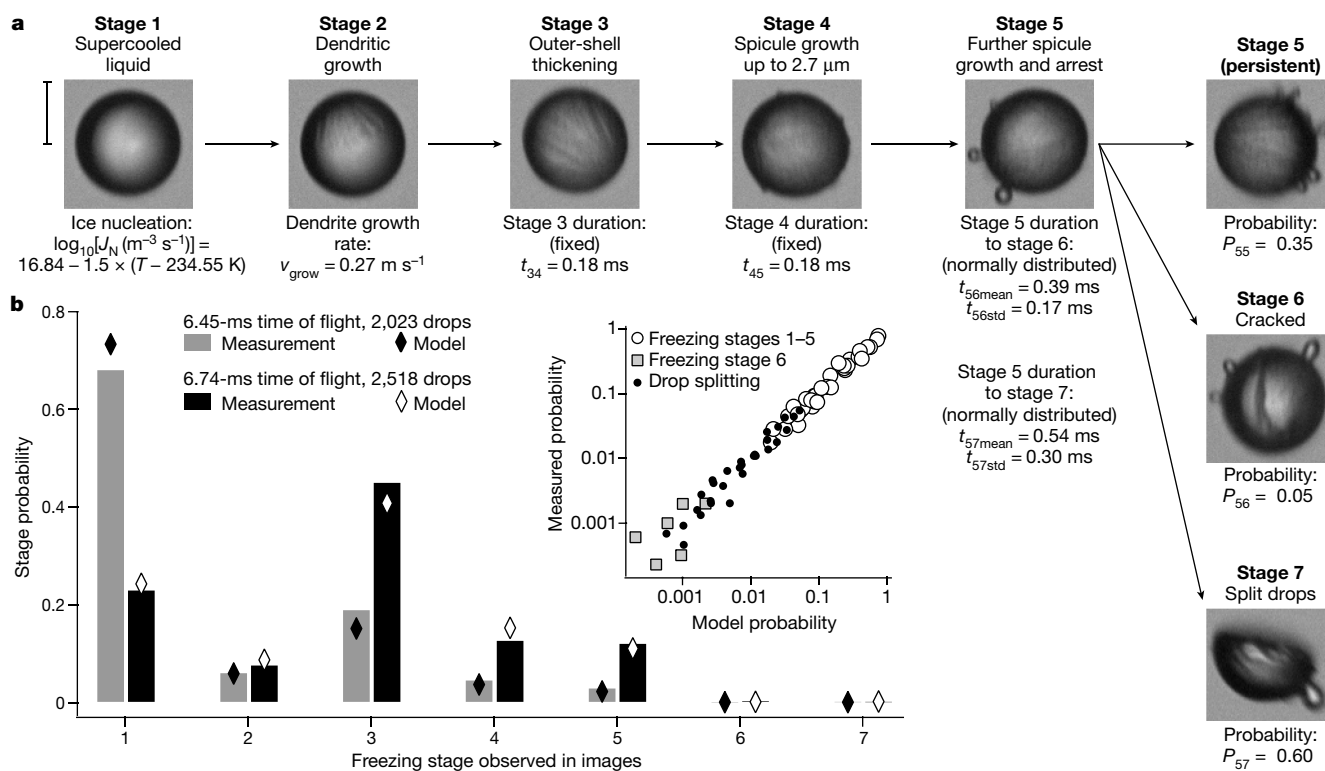 a
Stage 1
Supercooled
liquid
Ice nucleation:
log10[JN (m−3 s−1)] =
16.84 − 1.5 × (T − 234.55 K)
Stage 2
Dendritic
growth
Dendrite growth
rate:
vgrow = 0.27 m s−1
Stage 3
Outer-shell
thickening
Stage 3 duration:
(fixed)
t34 = 0.18 ms
Stage 4
Spicule growth
up to 2.7 μm
Stage 4 duration:
(fixed)
t45 = 0.18 ms
Stage 5
Further spicule
growth and arrest
Stage 5 duration
to stage 6:
(normally distributed)
t56mean = 0.39 ms
t56std = 0.17 ms
Stage 5 duration
to stage 7:
(normally distributed)
t57mean = 0.54 ms
t57std = 0.30 ms
Stage 5
(persistent)
Probability:
P55 = 0.35
Stage 6
Cracked
Probability:
P56 = 0.05
Stage 7
Split drops
Probability:
P57 = 0.60
b
Stage probability
0.8
0.6
0.4
0.2
0
6.45-ms time of flight, 2,023 drops
Measurement
Model
6.74-ms time of flight, 2,518 drops
Measurement
Model
1
2
3
4
5
6
7
Freezing stage observed in images
Measured probability
1
0.1
0.01
0.001
Freezing stages 1–5
Freezing stage 6
Drop splitting
0.001
0.01
0.1
1
Model probability